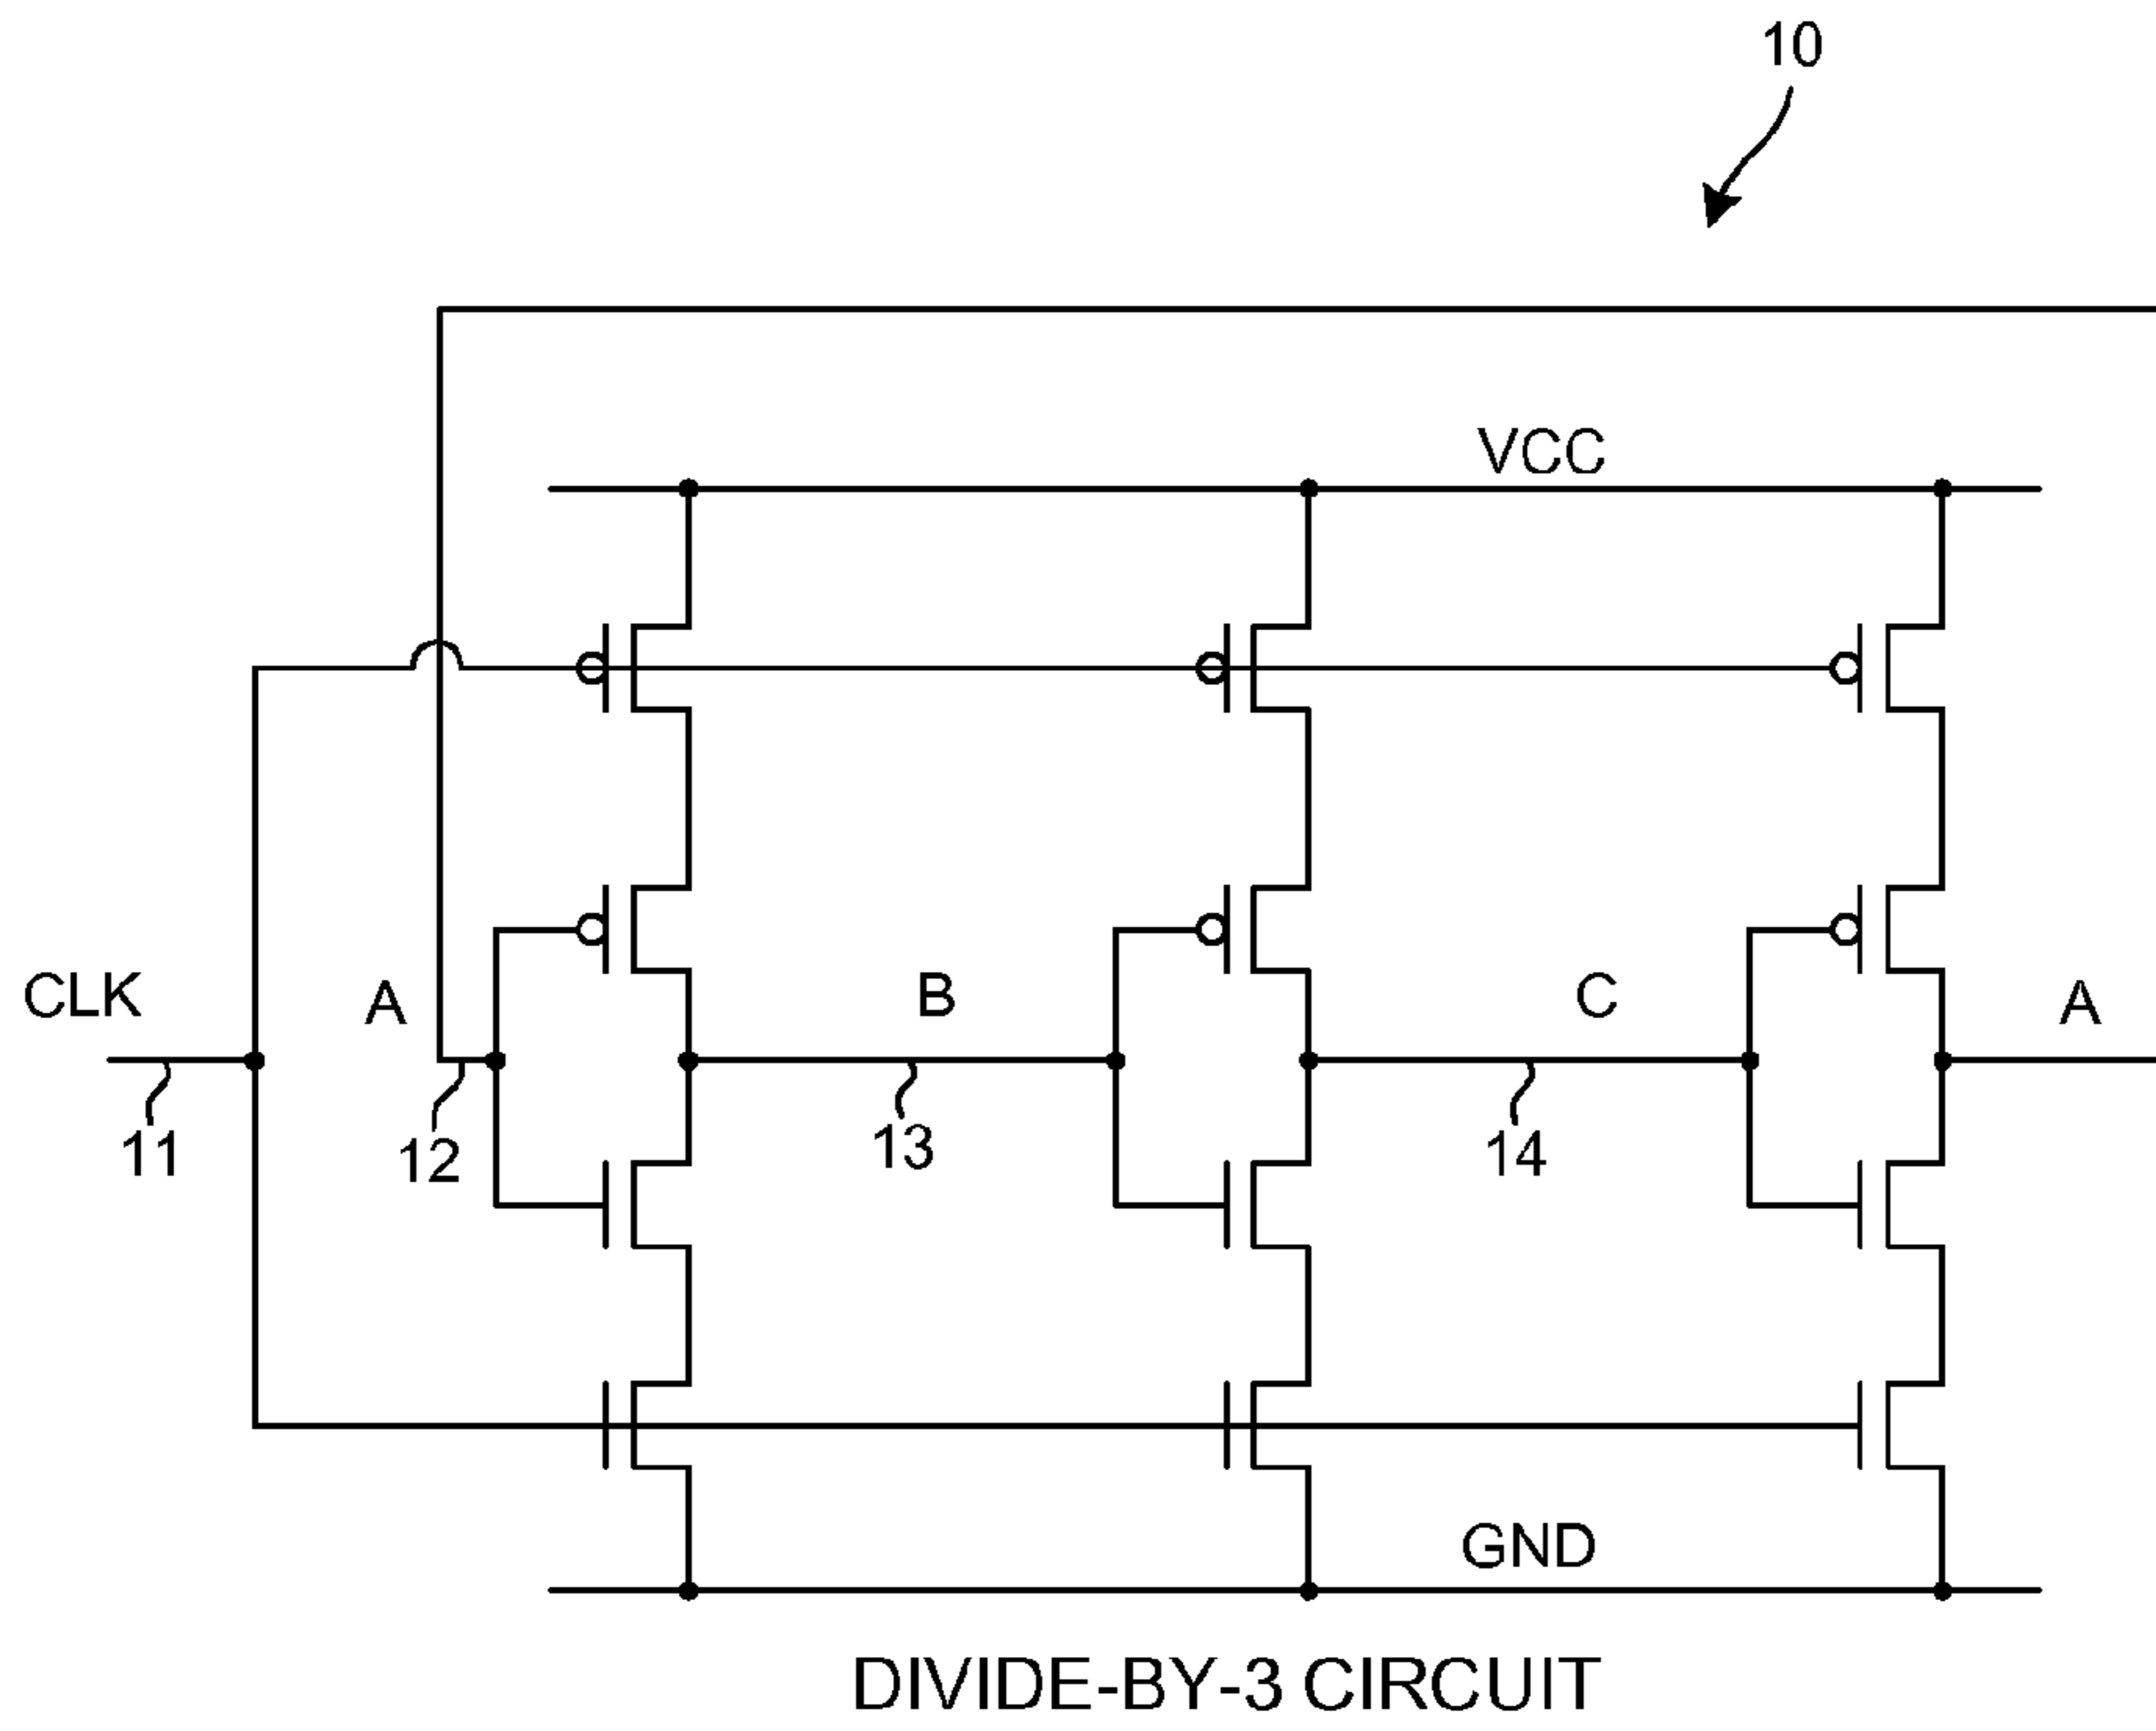 10
VCC
CLK
A
B
C
A
11
12
13
14
GND
DIVIDE-BY-3 CIRCUIT